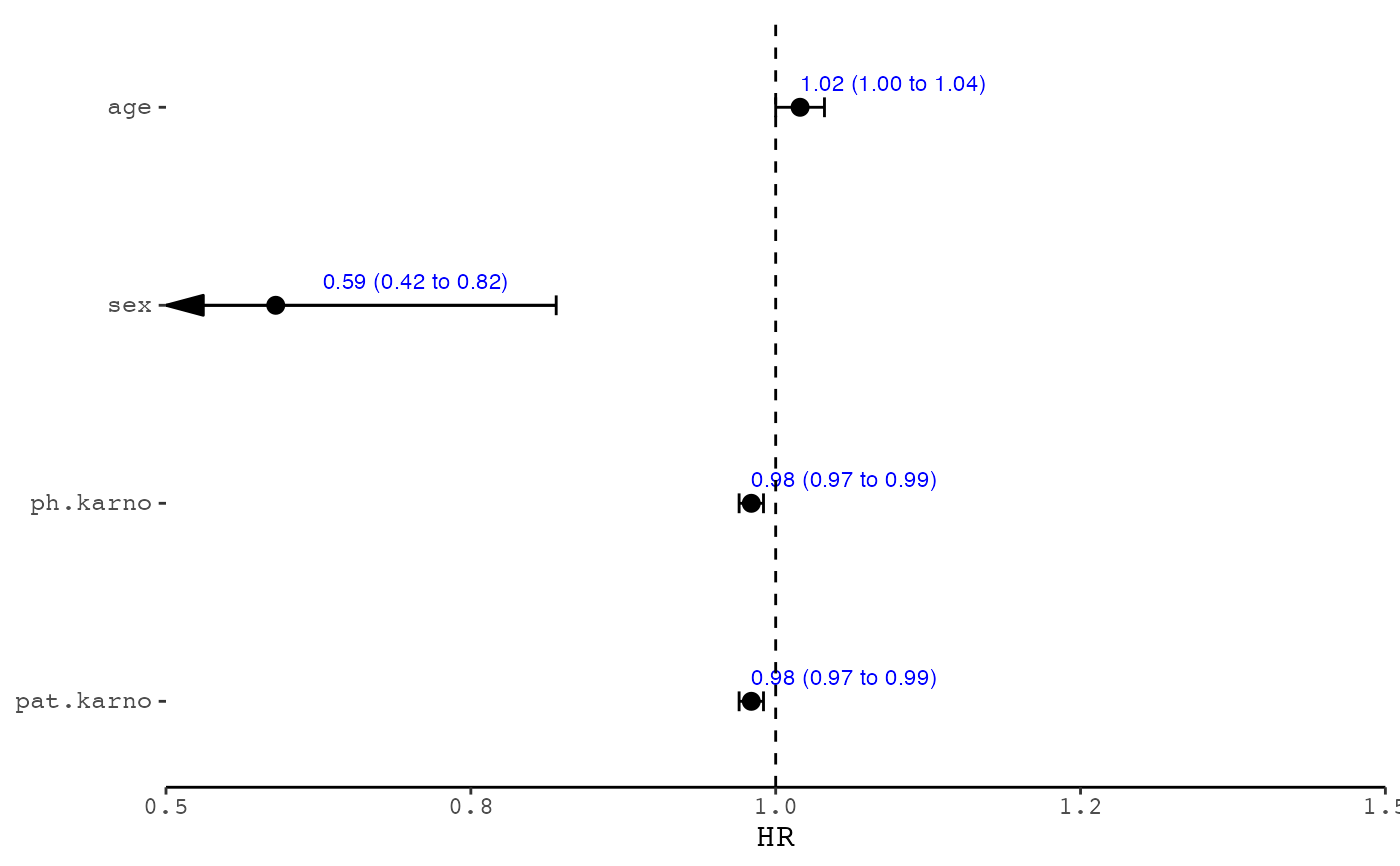 1.02 (1.00 to 1.04)
age
0.59 (0.42 to 0.82)
sex
0.98 (0.97 to 0.99)
ph.karno
0.98 (0.97 to 0.99)
pat.karno
0.5 0.8 1.0 1.2 1.5
HR